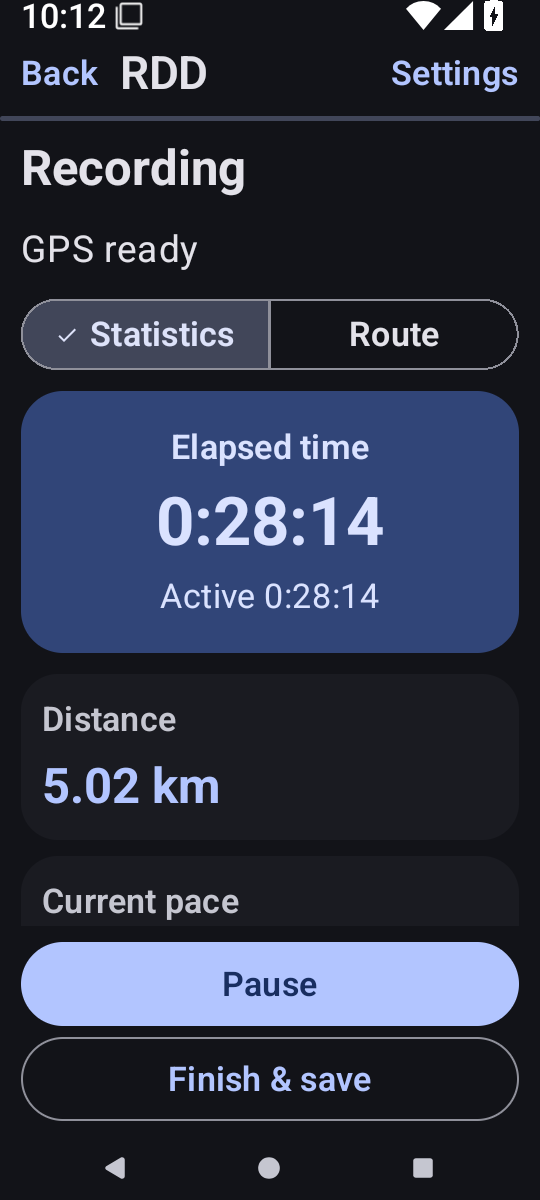 10:12
Back RDD Settings
Recording
GPS ready
Statistics Route
Elapsed time
0:28:14
Active 0:28:14
Distance
5.02 km
Current pace
Pause
Finish & save